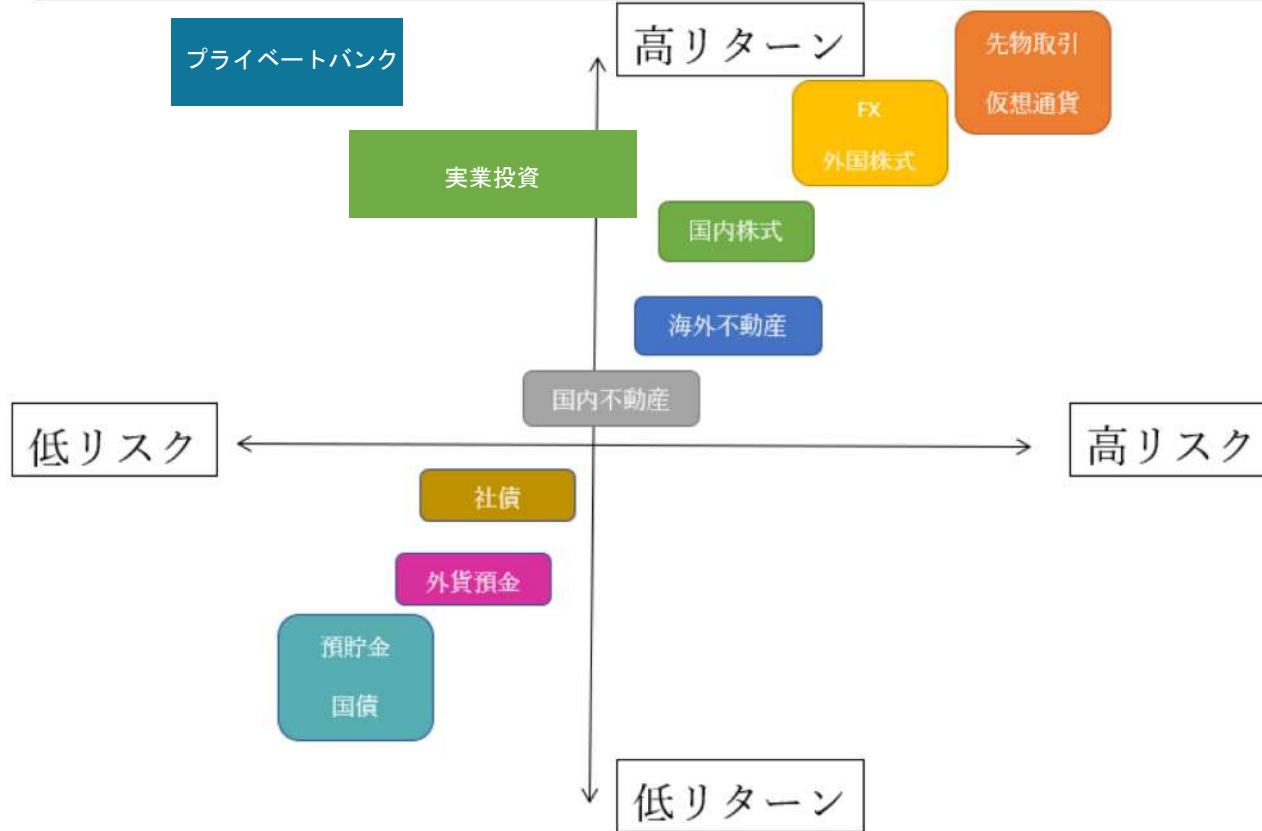 プライベートバンク
高リターン
先物取引
仮想通貨
FX
外国株式
実業投資
国内株式
海外不動産
国内不動産
低リスク
高リスク
社債
外貨預金
預貯金
国債
低リターン